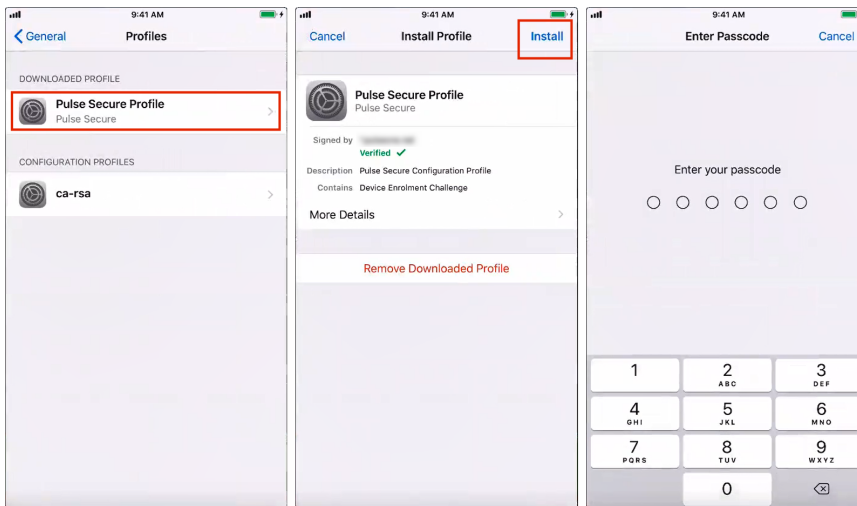 9:41 AM
General
Profiles
DOWNLOADED PROFILE
Pulse Secure Profile
Pulse Secure
CONFIGURATION PROFILES
ca-rsa
9:41 AM
Cancel
Install Profile
Install
Pulse Secure Profile
Pulse Secure
Signed by
Verified
Description Pulse Secure Configuration Profile
Contains Device Enrolment Challenge
More Details
Remove Downloaded Profile
9:41 AM
Enter Passcode
Cancel
Enter your passcode
1
2
ABC
3
DEF
4
GHI
5
JKL
6
MNO
7
PQRS
8
TUV
9
WXYZ
0